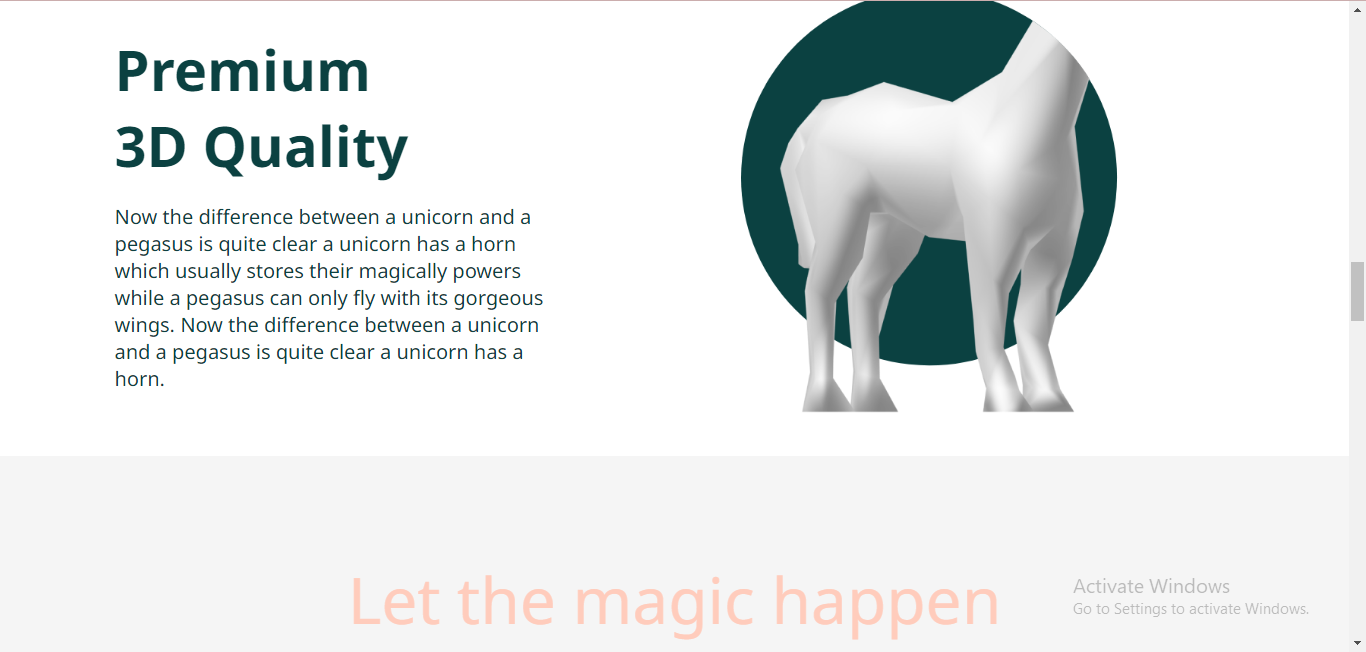 Premium
3D Quality
Now the difference between a unicorn and a
pegasus is quite clear a unicorn has a horn
which usually stores their magically powers
while a pegasus can only fly with its gorgeous
wings. Now the difference between a unicorn
and a pegasus is quite clear a unicorn has a
horn.
Let the magic happen
Activate Windows
Go to Settings to activate Windows.